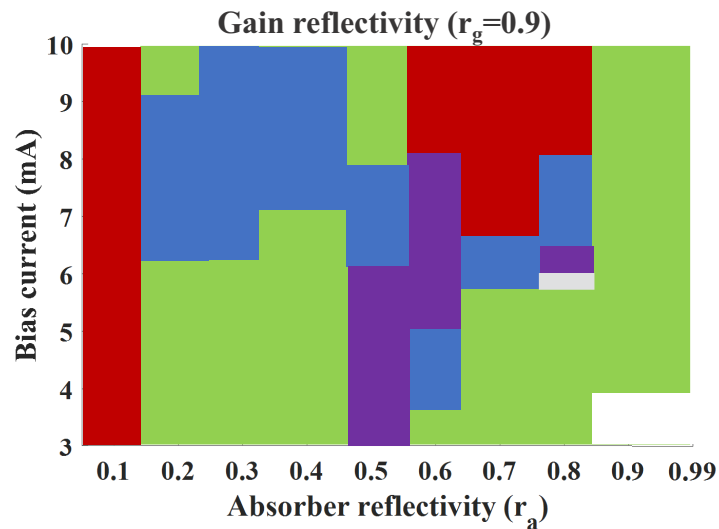 Gain reflectivity (r_g=0.9)
10
9
8
7
6
5
4
3
Bias current (mA)
0.1 0.2 0.3 0.4 0.5 0.6 0.7 0.8 0.9 0.99
Absorber reflectivity (r_a)